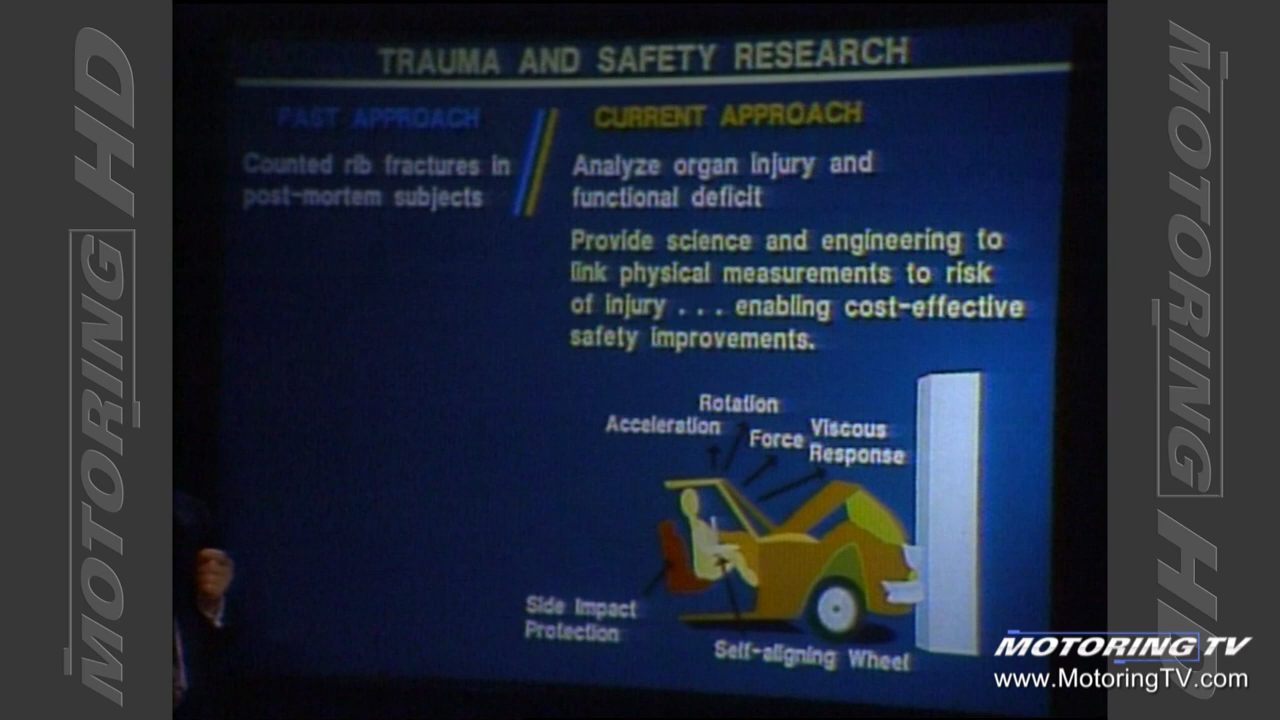 TRAUMA AND SAFETY RESEARCH
PAST APPROACH
Counted rib fractures in
post-mortem subjects
CURRENT APPROACH
Analyze organ injury and
functional deficit
Provide science and engineering to
link physical measurements to risk
of injury . . . enabling cost-effective
safety improvements.
Rotation
Acceleration
Force
Viscous
Response
Side Impact
Protection
Self-aligning Wheel
MOTORING HD
MOTORING HD
MOTORING TV
www.MotoringTV.com